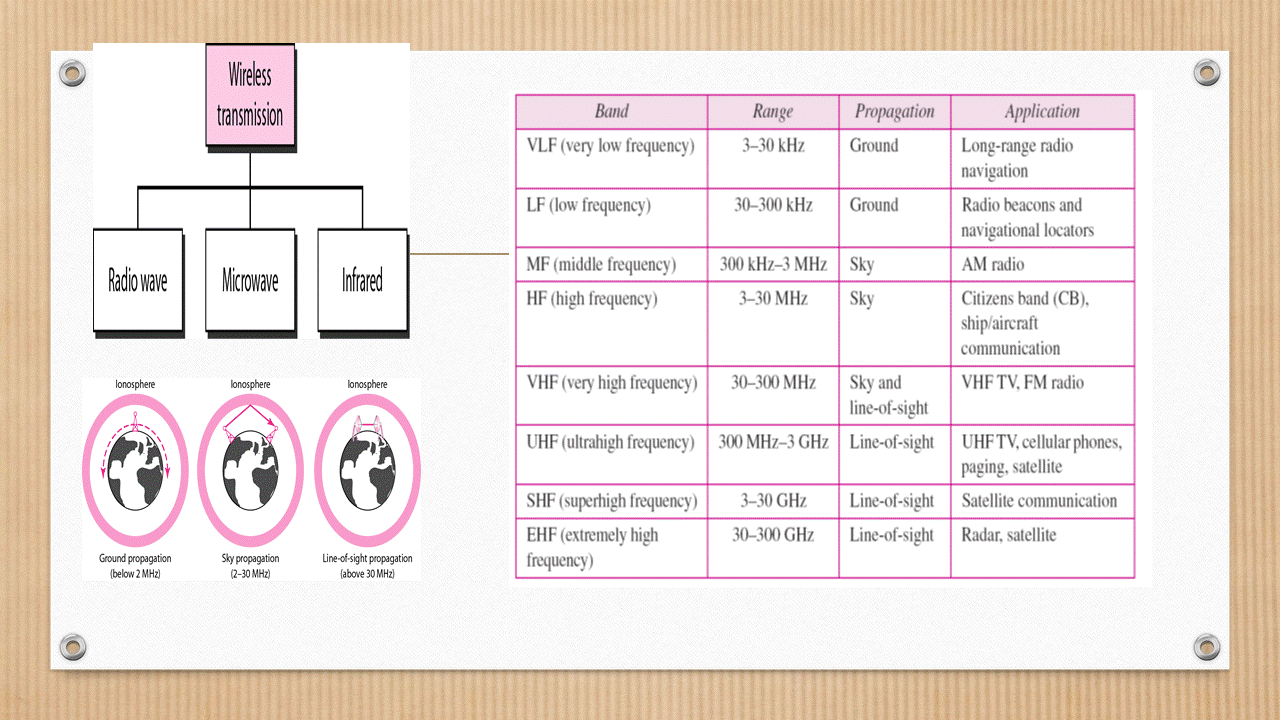 Wireless
transmission
Radio wave
Microwave
Infrared
Ionosphere
Ionosphere
Ionosphere
Ground propagation
(below 2 MHz)
Sky propagation
(2–30 MHz)
Line-of-sight propagation
(above 30 MHz)
Band Range Propagation Application
VLF (very low frequency) 3–30 kHz Ground Long-range radio
navigation
LF (low frequency) 30–300 kHz Ground Radio beacons and
navigational locators
MF (middle frequency) 300 kHz–3 MHz Sky AM radio
HF (high frequency) 3–30 MHz Sky Citizens band (CB),
ship/aircraft
communication
VHF (very high frequency) 30–300 MHz Sky and VHF TV, FM radio
line-of-sight
UHF (ultrahigh frequency) 300 MHz–3 GHz Line-of-sight UHF TV, cellular phones,
paging, satellite
SHF (superhigh frequency) 3–30 GHz Line-of-sight Satellite communication
EHF (extremely high 30–300 GHz Line-of-sight Radar, satellite
frequency)